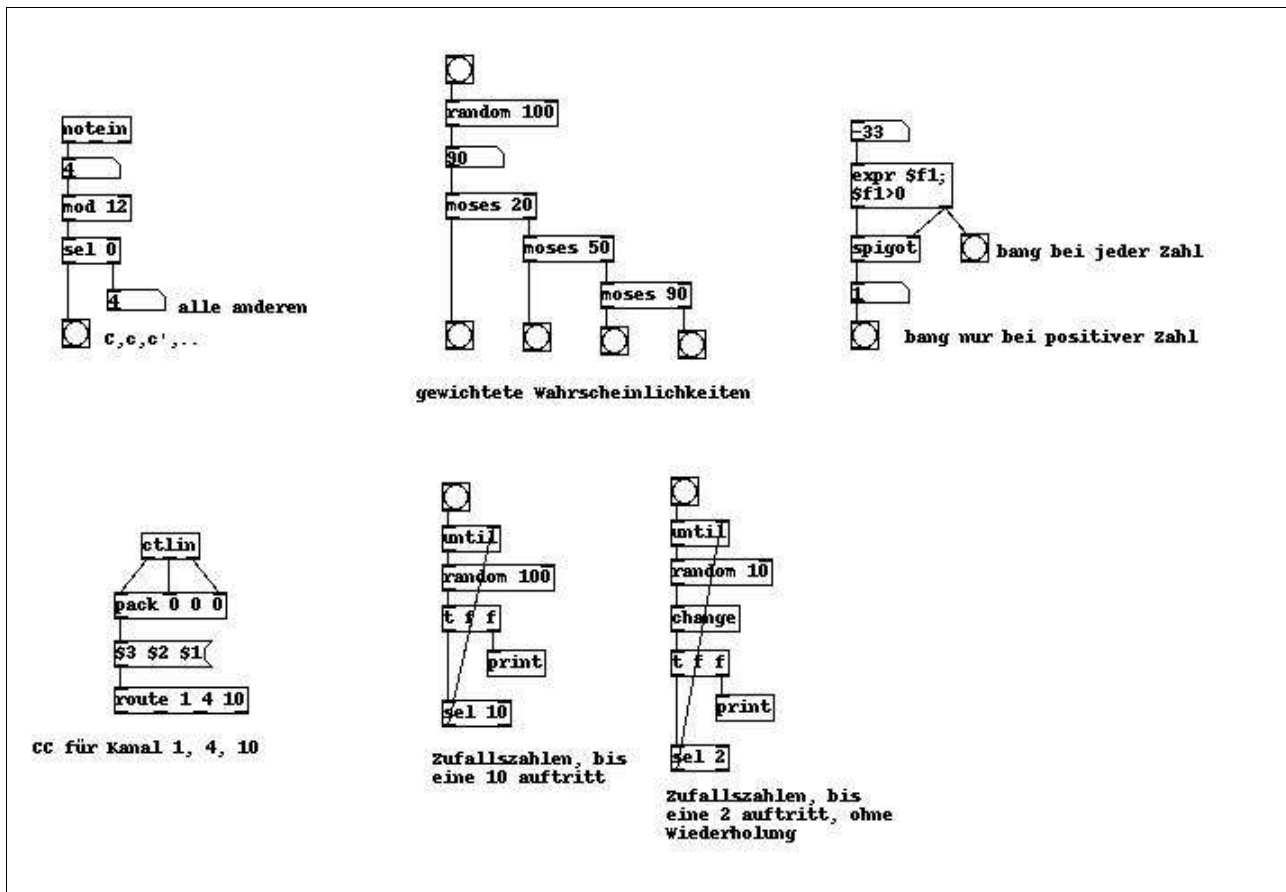 notein
4
mod 12
sel 0
4
alle anderen
C,c,c',..
random 100
90
moses 20
moses 50
moses 90
gewichtete Wahrscheinlichkeiten
-33
expr $f1;
$f1>0
spigot
bang bei jeder Zahl
1
bang nur bei positiver Zahl
ctlin
pack 0 0 0
$3 $2 $1
route 1 4 10
CC für Kanal 1, 4, 10
until
random 100
t f f
print
sel 10
Zufallszahlen, bis
eine 10 auftritt
until
random 10
change
t f f
print
sel 2
Zufallszahlen, bis
eine 2 auftritt, ohne
Wiederholung